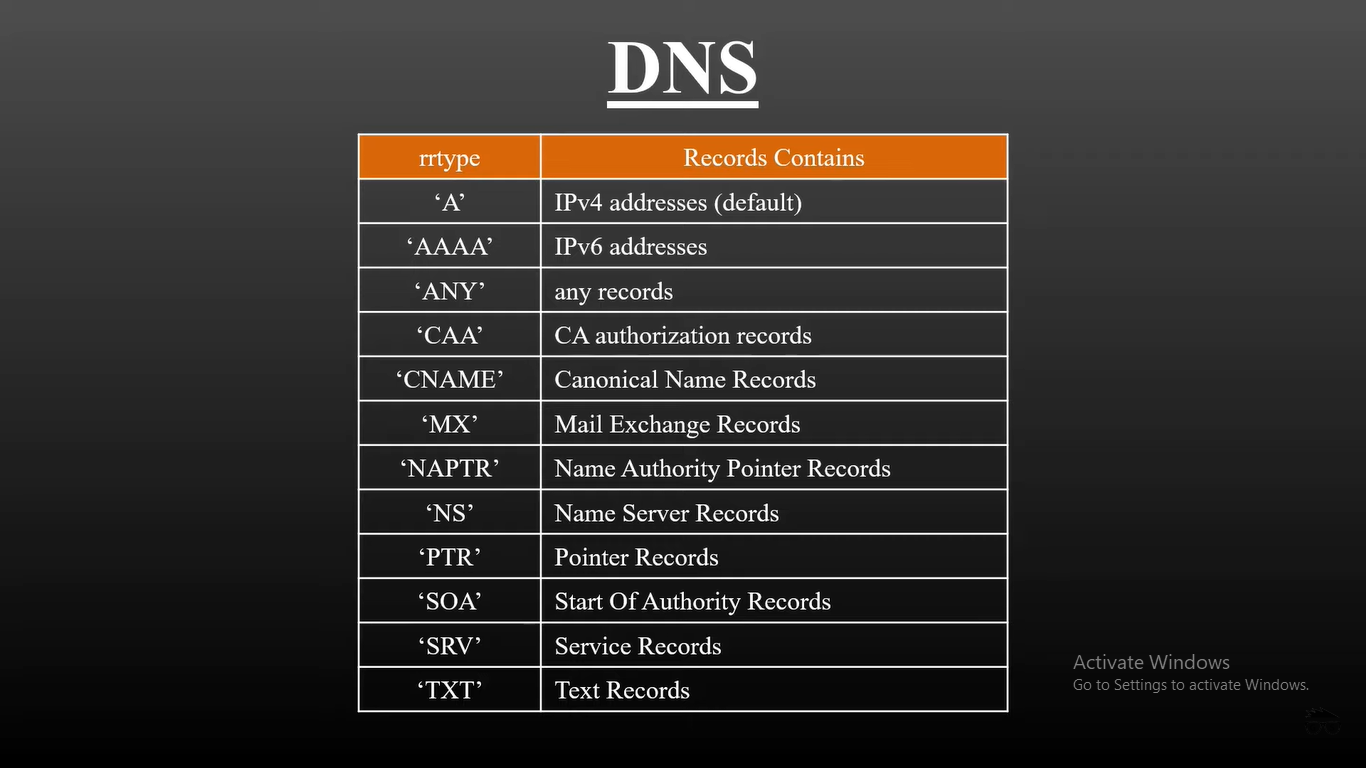 DNS
rrtype Records Contains
‘A’ IPv4 addresses (default)
‘AAAA’ IPv6 addresses
‘ANY’ any records
‘CAA’ CA authorization records
‘CNAME’ Canonical Name Records
‘MX’ Mail Exchange Records
‘NAPTR’ Name Authority Pointer Records
‘NS’ Name Server Records
‘PTR’ Pointer Records
‘SOA’ Start Of Authority Records
‘SRV’ Service Records
‘TXT’ Text Records
Activate Windows
Go to Settings to activate Windows.